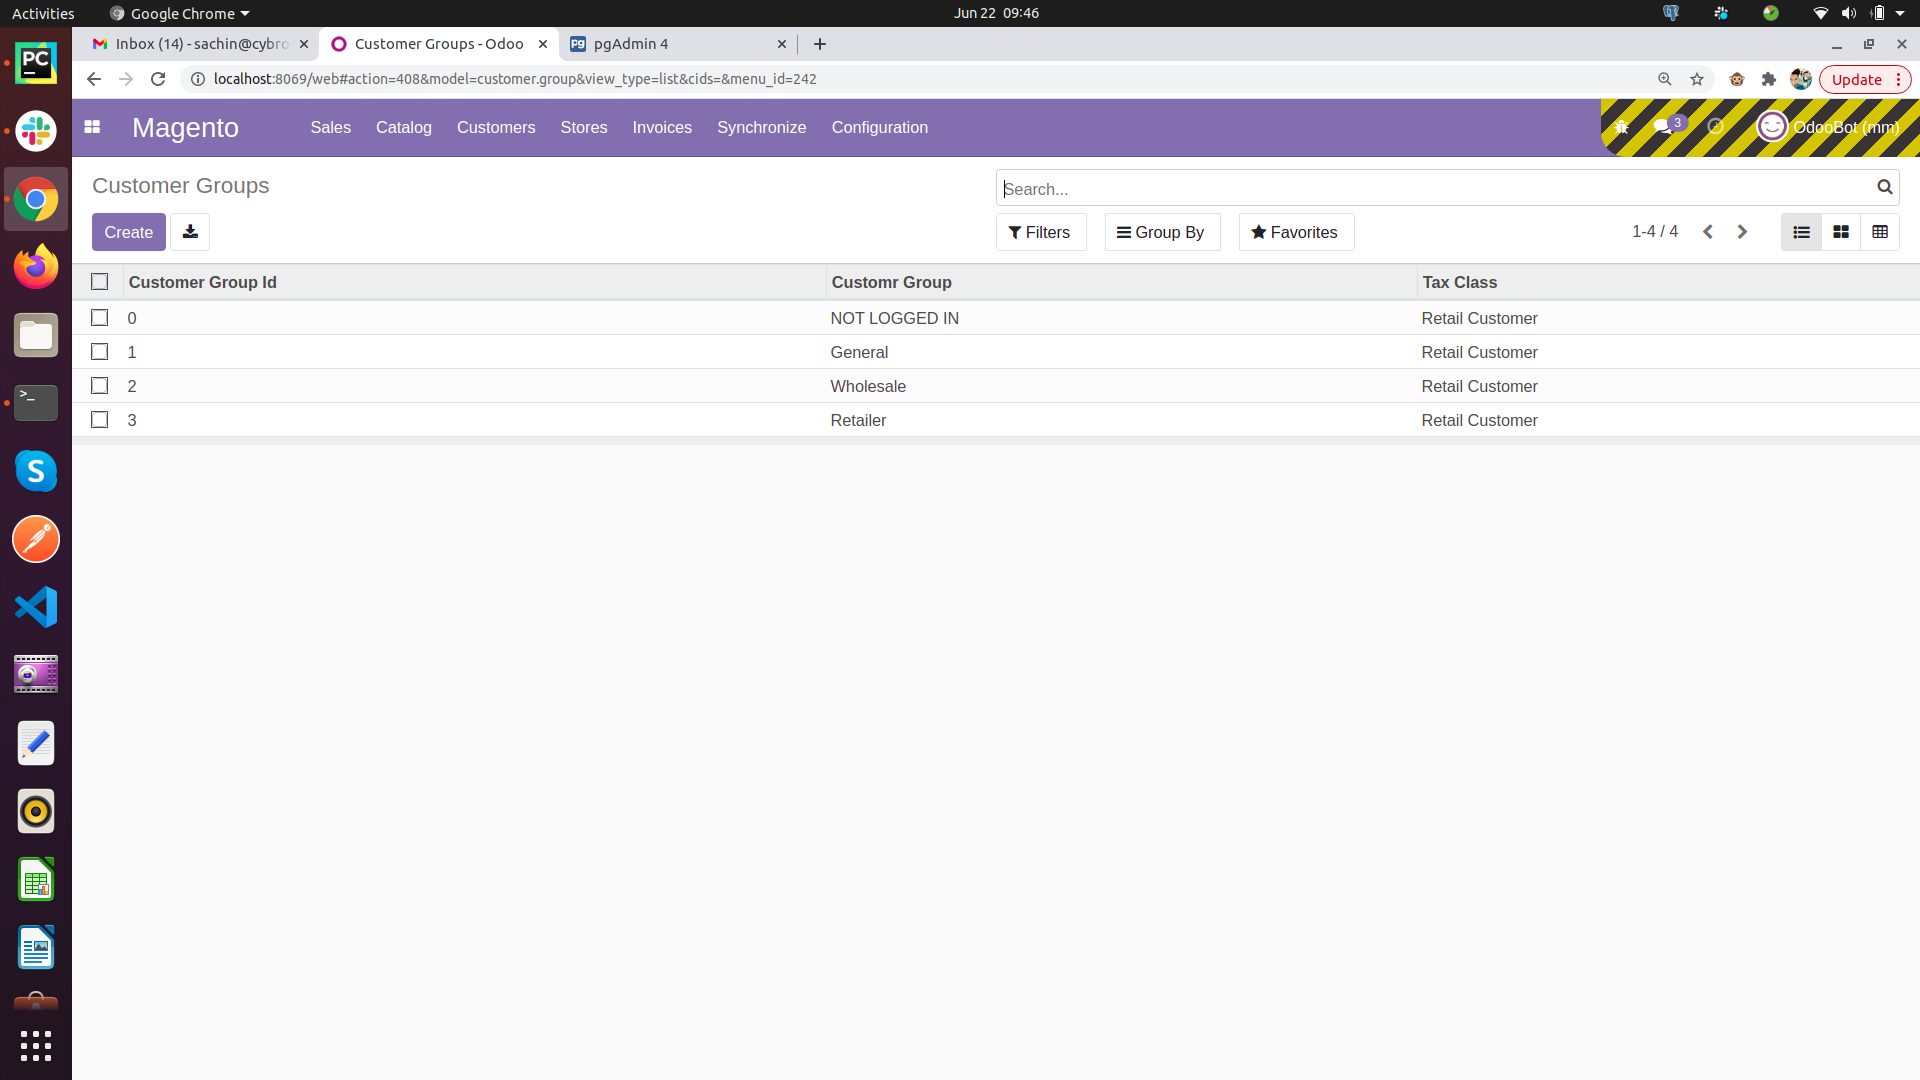 Activities Google Chrome Jun 22 09:46
Inbox (14) - sachin@cybro Customer Groups - Odoo pgAdmin 4
localhost:8069/web#action=408&model=customer.group&view_type=list&cids=&menu_id=242 Update
Magento Sales Catalog Customers Stores Invoices Synchronize Configuration 3 OdooBot (mm)
Customer Groups Search...
Create Filters Group By Favorites 1-4 / 4
Customer Group Id Customr Group Tax Class
0 NOT LOGGED IN Retail Customer
1 General Retail Customer
2 Wholesale Retail Customer
3 Retailer Retail Customer